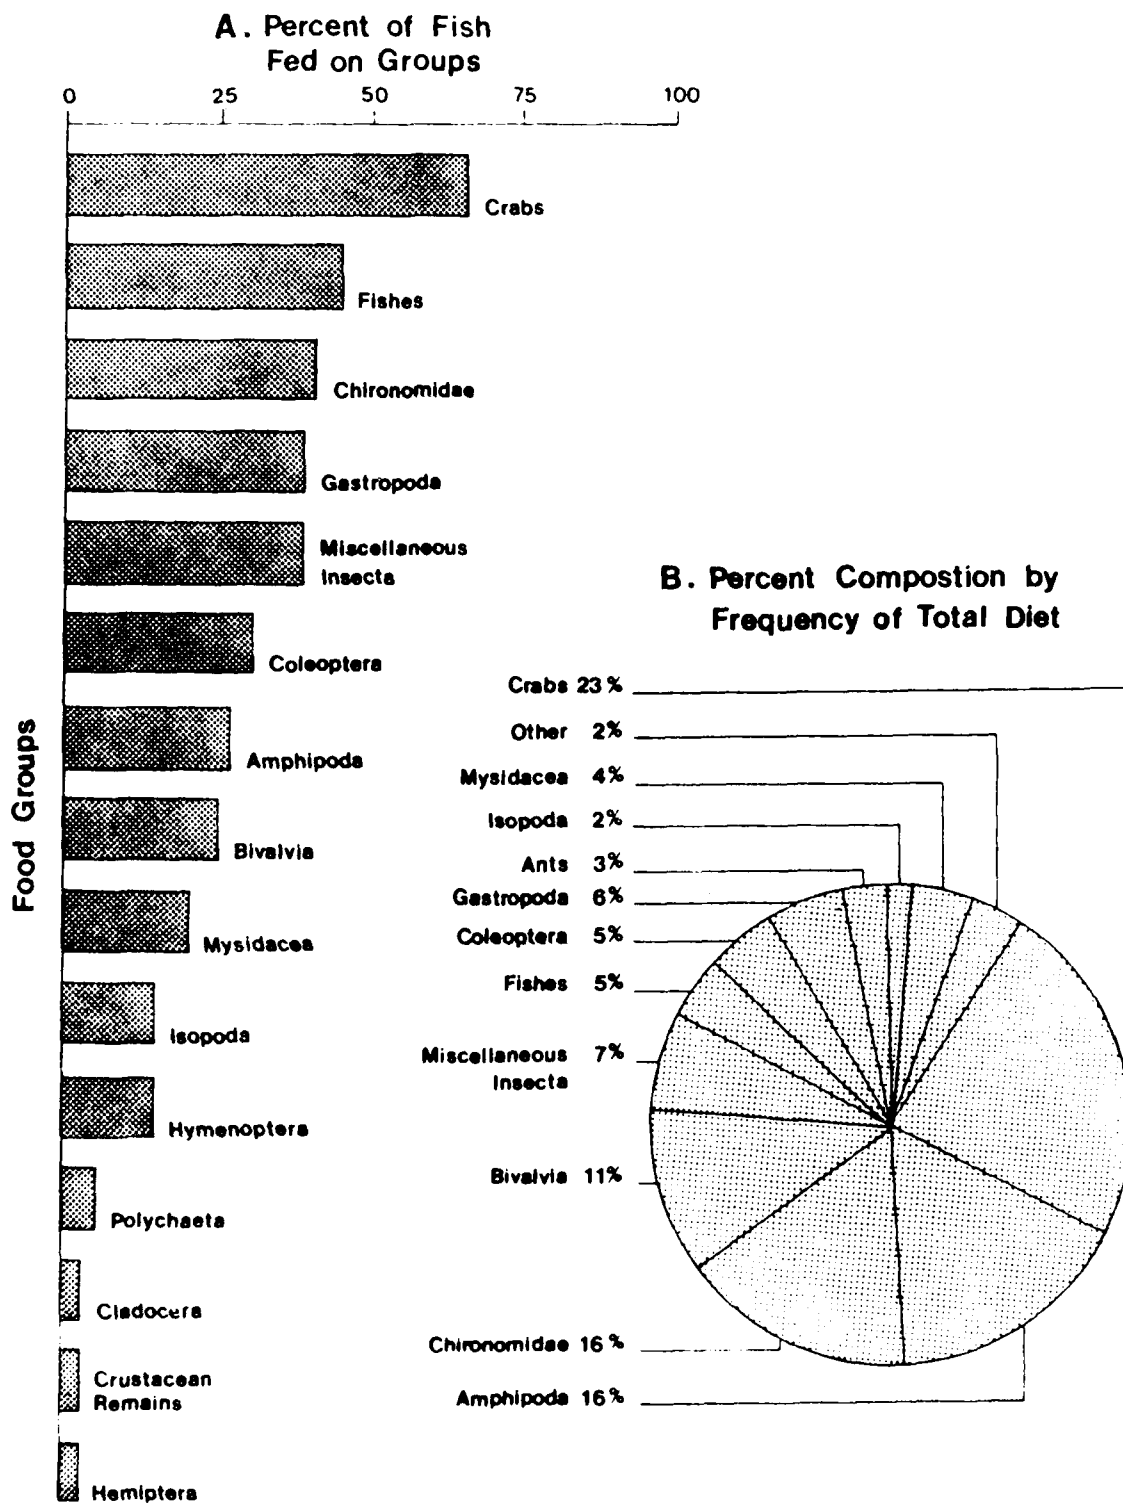 A. Percent of Fish
Fed on Groups
0 25 50 75 100
Crabs
Fishes
Chironomidae
Gastropoda
Miscellaneous
Insecta
Coleoptera
Amphipoda
Bivalvia
Mysidacea
Isopoda
Hymenoptera
Polychaeta
Cladocera
Crustacean
Remains
Hemiptera
Food Groups
B. Percent Compostion by
Frequency of Total Diet
Crabs 23%
Other 2%
Mysidacea 4%
Isopoda 2%
Ants 3%
Gastropoda 6%
Coleoptera 5%
Fishes 5%
Miscellaneous 7%
Insecta
Bivalvia 11%
Chironomidae 16%
Amphipoda 16%